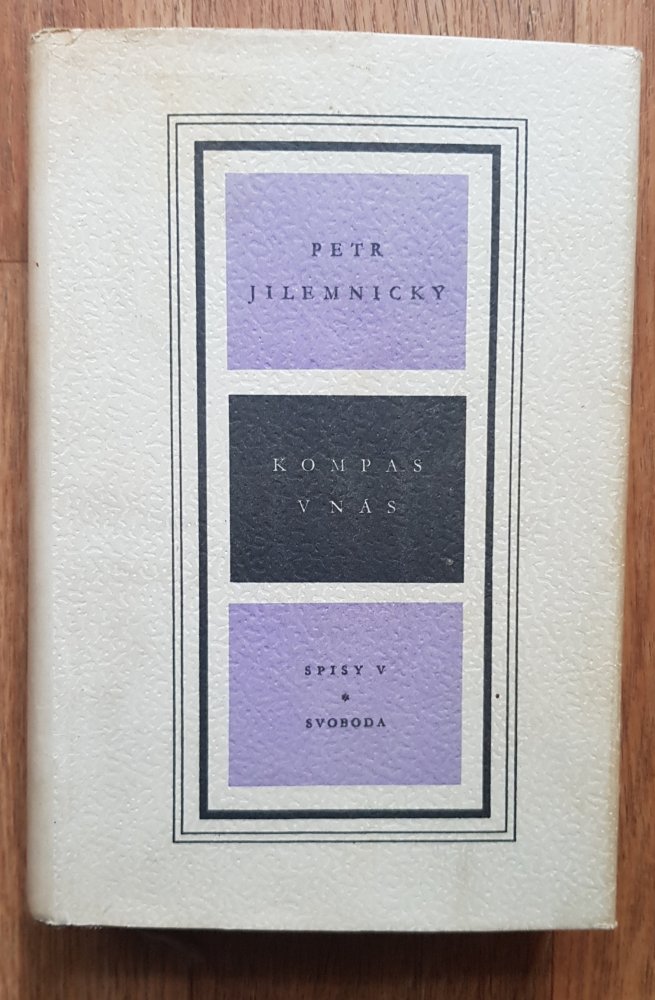 PETR
JILEMNICKÝ
KOMPAS
V NÁS
SPISY V
*
SVOBODA